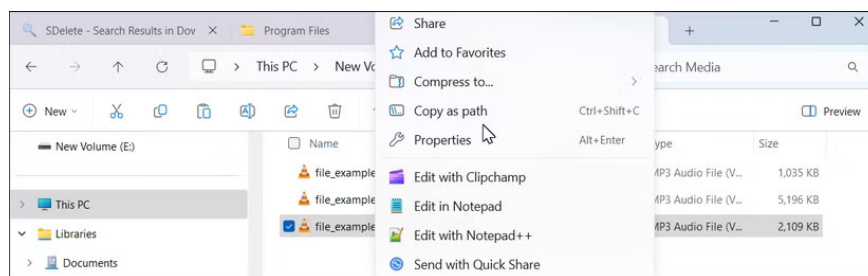 SDelete - Search Results in Dov
Program Files
This PC > New Vo
earch Media
New
Preview
New Volume (E:)
This PC
Libraries
Documents
Name
ype
Size
file_example
MP3 Audio File (V...
1,035 KB
file_example
MP3 Audio File (V...
5,196 KB
file_example
MP3 Audio File (V...
2,109 KB
Share
Add to Favorites
Compress to...
Copy as path
Ctrl+Shift+C
Properties
Alt+Enter
Edit with Clipchamp
Edit in Notepad
Edit with Notepad++
Send with Quick Share